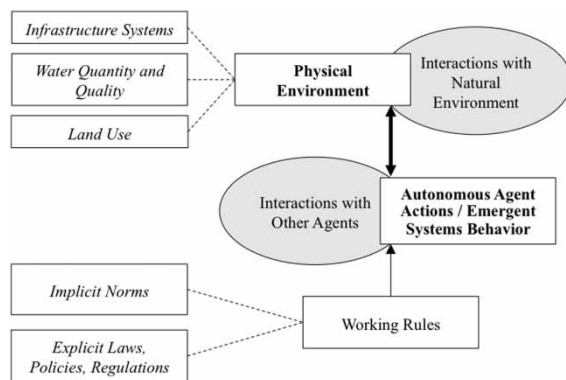 Infrastructure Systems
Water Quantity and
Quality
Land Use
Physical
Environment
Interactions with
Natural
Environment
Interactions with
Other Agents
Autonomous Agent
Actions / Emergent
Systems Behavior
Implicit Norms
Explicit Laws,
Policies, Regulations
Working Rules